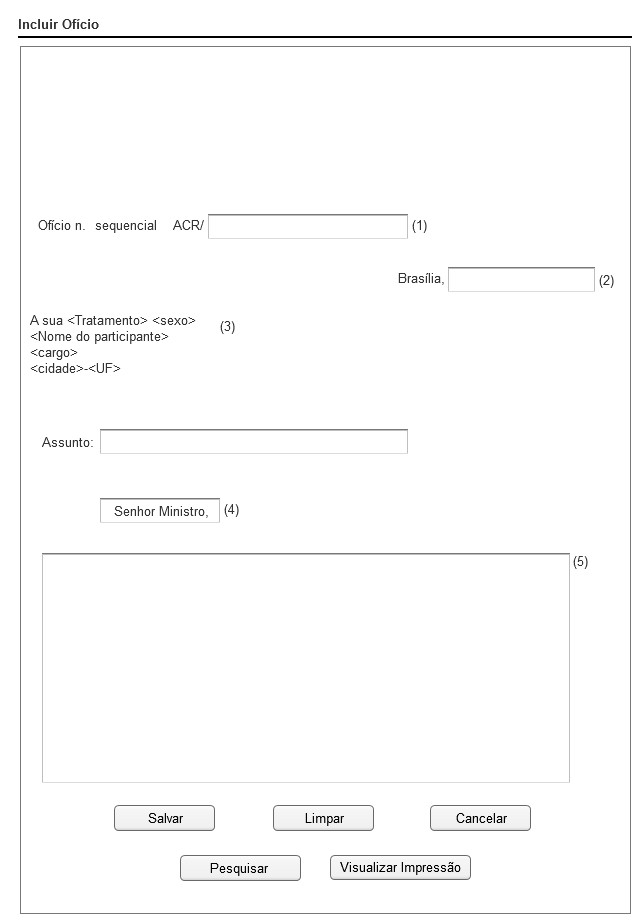 Incluir Ofício
Ofício n. sequencial ACR/ (1)
Brasília, (2)
A sua <Tratamento> <sexo> (3)
<Nome do participante>
<cargo>
<cidade>-<UF>
Assunto:
Senhor Ministro, (4)
(5)
Salvar Limpar Cancelar
Pesquisar Visualizar Impressão